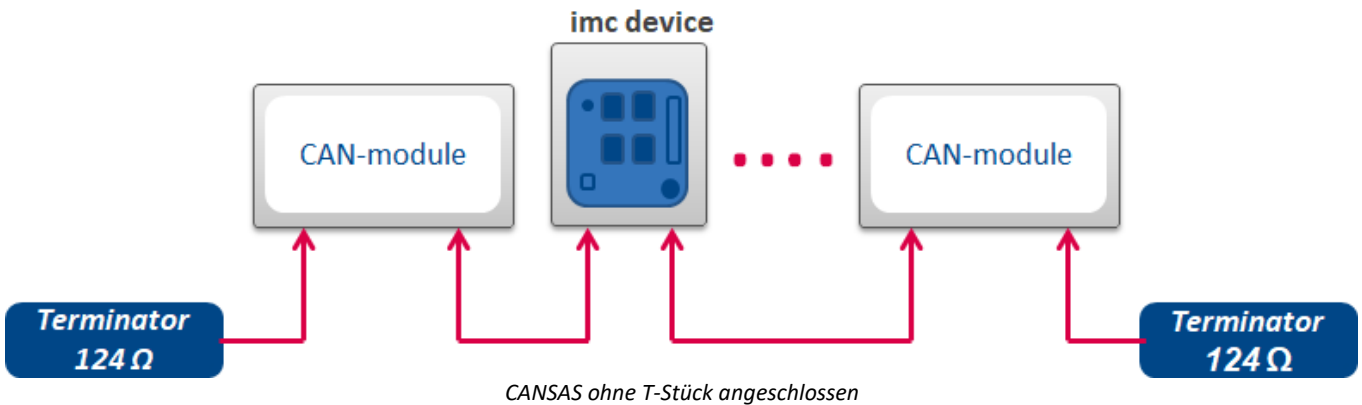 imc device
CAN-module
CAN-module
Terminator
124 Ω
Terminator
124 Ω
CANSAS ohne T-Stück angeschlossen